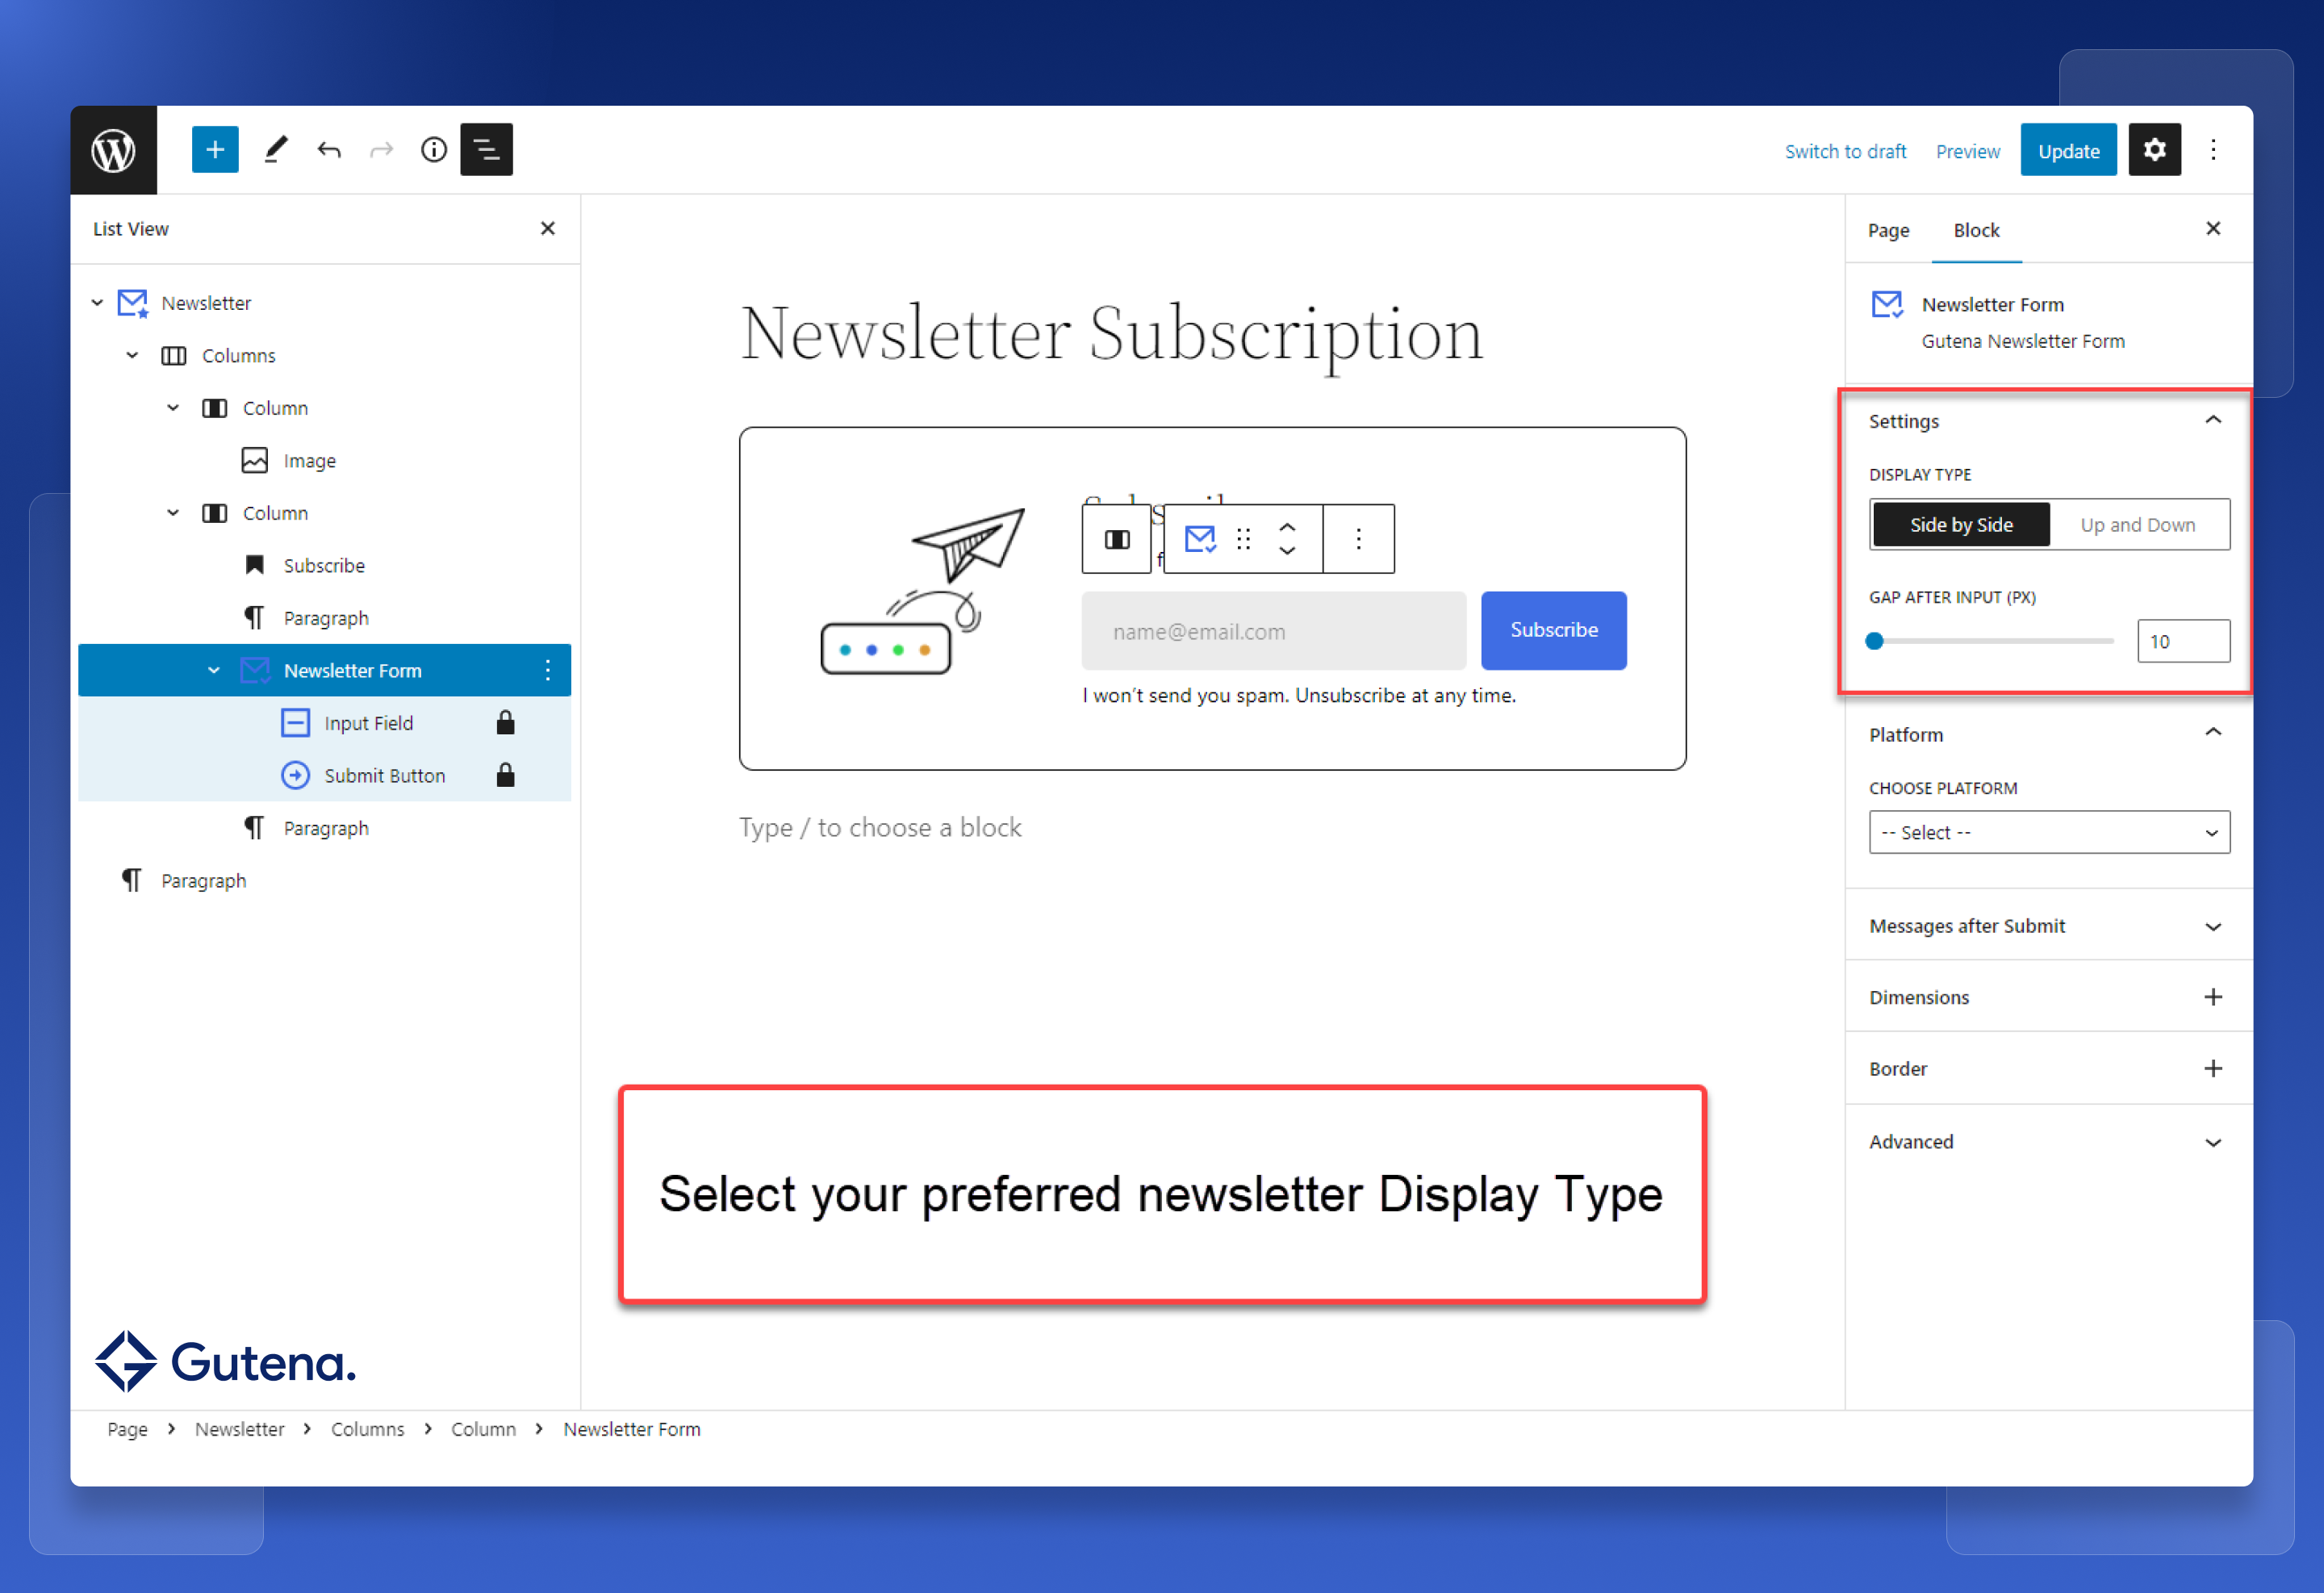 Switch to draft
Preview
Update
List View
Newsletter
Columns
Column
Image
Column
Subscribe
Paragraph
Newsletter Form
Input Field
Submit Button
Paragraph
Paragraph
Gutena.
Newsletter Subscription
name@email.com
Subscribe
I won't send you spam. Unsubscribe at any time.
Type / to choose a block
Select your preferred newsletter Display Type
Page
Block
Newsletter Form
Gutena Newsletter Form
Settings
DISPLAY TYPE
Side by Side
Up and Down
GAP AFTER INPUT (PX)
10
Platform
CHOOSE PLATFORM
-- Select --
Messages after Submit
Dimensions
Border
Advanced
Page > Newsletter > Columns > Column > Newsletter Form